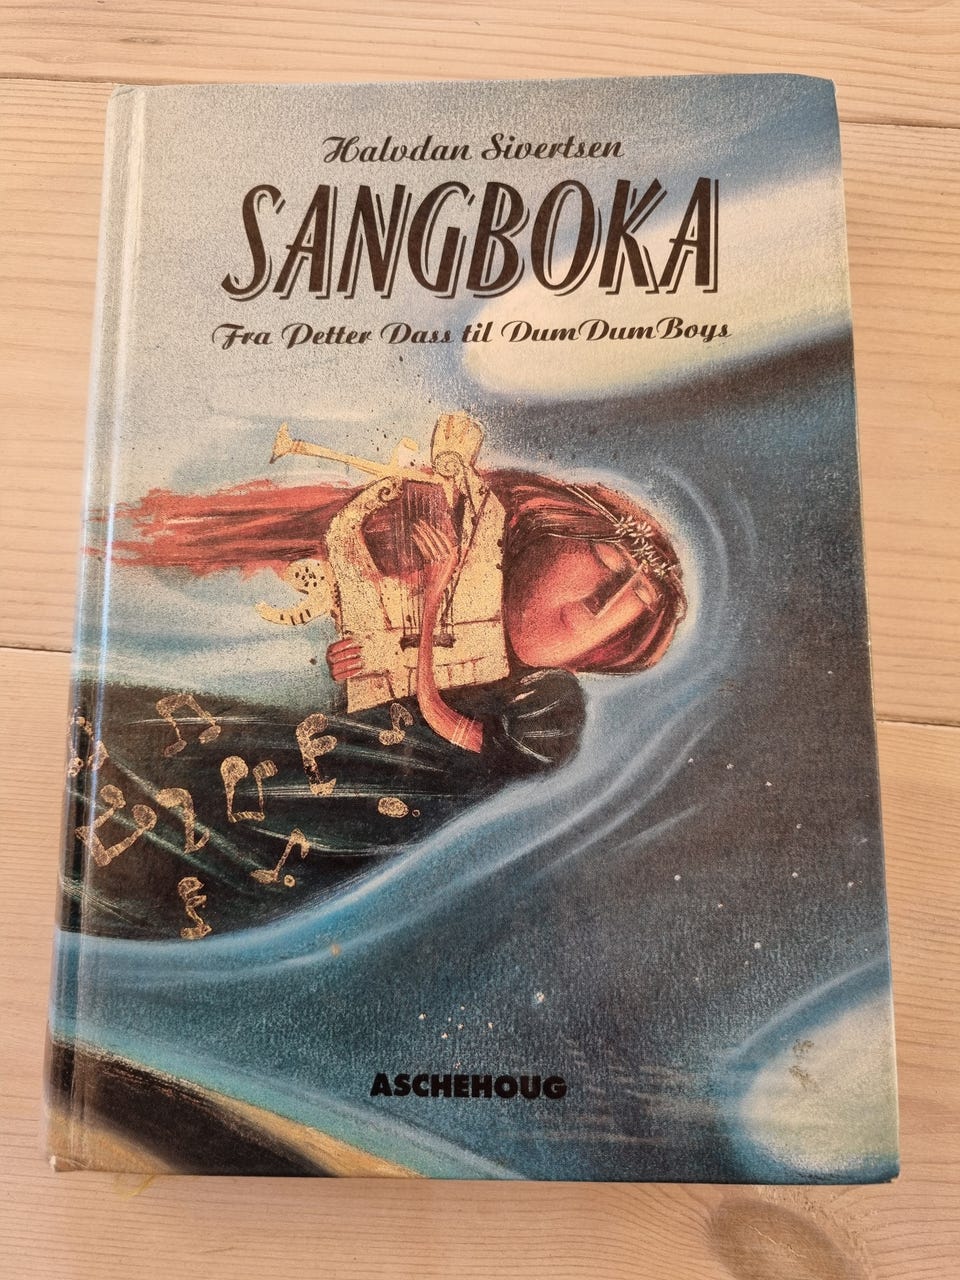 Halvdan Sivertsen
SANGBOKA
Fra Petter Dass til DumDumBoys
ASCHEHOUG